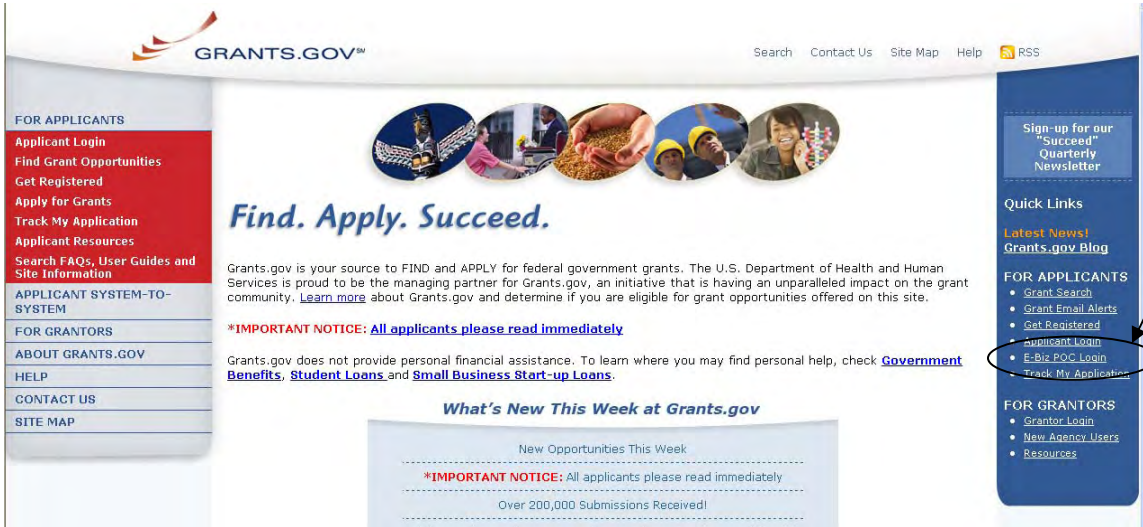 GRANTS.GOV℠
Search Contact Us Site Map Help RSS
FOR APPLICANTS
Applicant Login
Find Grant Opportunities
Get Registered
Apply for Grants
Track My Application
Applicant Resources
Search FAQs, User Guides and
Site Information
APPLICANT SYSTEM-TO-
SYSTEM
FOR GRANTORS
ABOUT GRANTS.GOV
HELP
CONTACT US
SITE MAP
Find. Apply. Succeed.
Grants.gov is your source to FIND and APPLY for federal government grants. The U.S. Department of Health and Human
Services is proud to be the managing partner for Grants.gov, an initiative that is having an unparalleled impact on the grant
community. Learn more about Grants.gov and determine if you are eligible for grant opportunities offered on this site.
*IMPORTANT NOTICE: All applicants please read immediately
Grants.gov does not provide personal financial assistance. To learn where you may find personal help, check Government
Benefits, Student Loans and Small Business Start-up Loans.
What's New This Week at Grants.gov
New Opportunities This Week
*IMPORTANT NOTICE: All applicants please read immediately
Over 200,000 Submissions Received!
Sign-up for our
"Succeed"
Quarterly
Newsletter
Quick Links
Latest News!
Grants.gov Blog
FOR APPLICANTS
Grant Search
Grant Email Alerts
Get Registered
Applicant Login
E-Biz POC Login
Track My Application
FOR GRANTORS
Grantor Login
New Agency Users
Resources